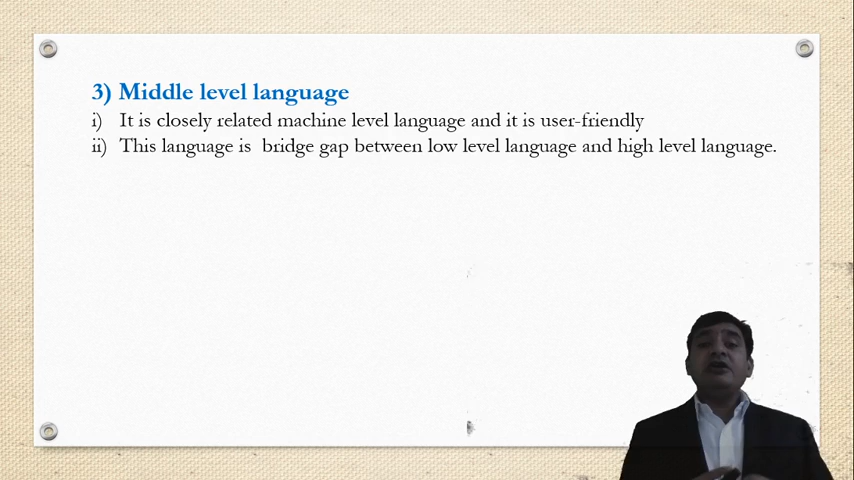 3) Middle level language
i) It is closely related machine level language and it is user-friendly
ii) This language is bridge gap between low level language and high level language.